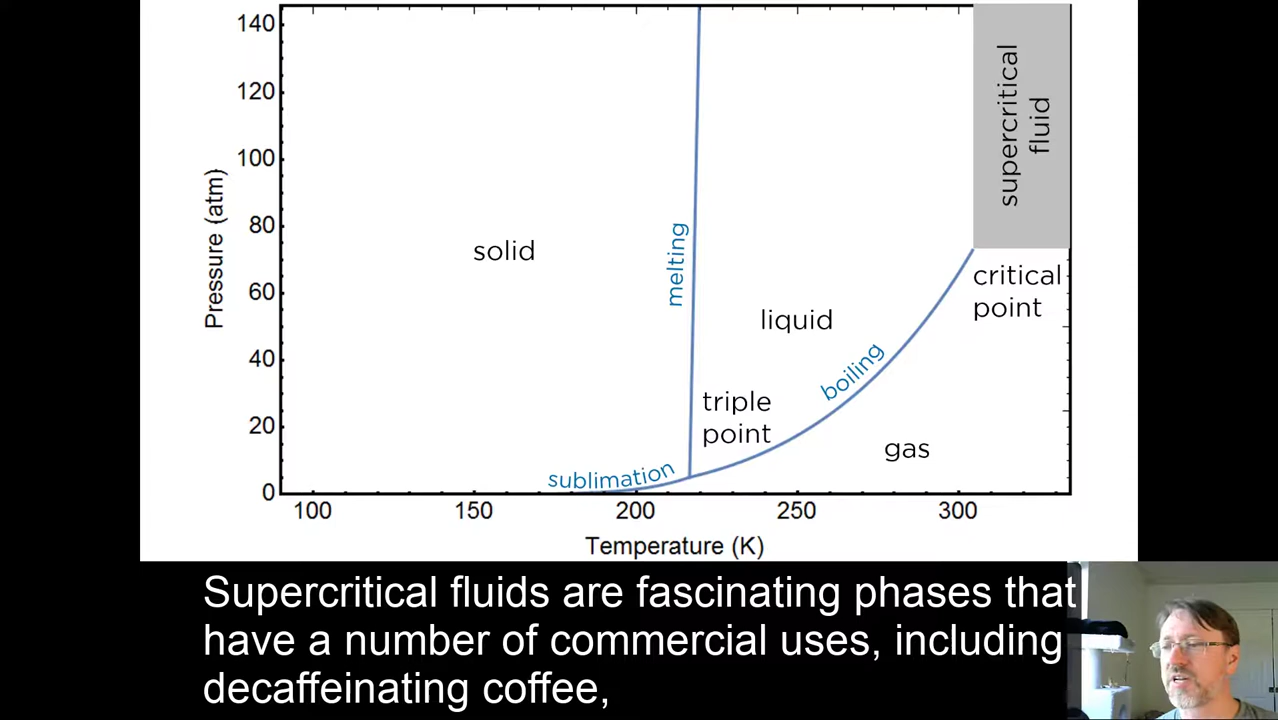 140
120
100
80
60
40
20
0
Pressure (atm)
solid
melting
liquid
supercritical
fluid
critical
point
boiling
triple
point
gas
sublimation
100 150 200 250 300
Temperature (K)
Supercritical fluids are fascinating phases that
have a number of commercial uses, including
decaffeinating coffee,